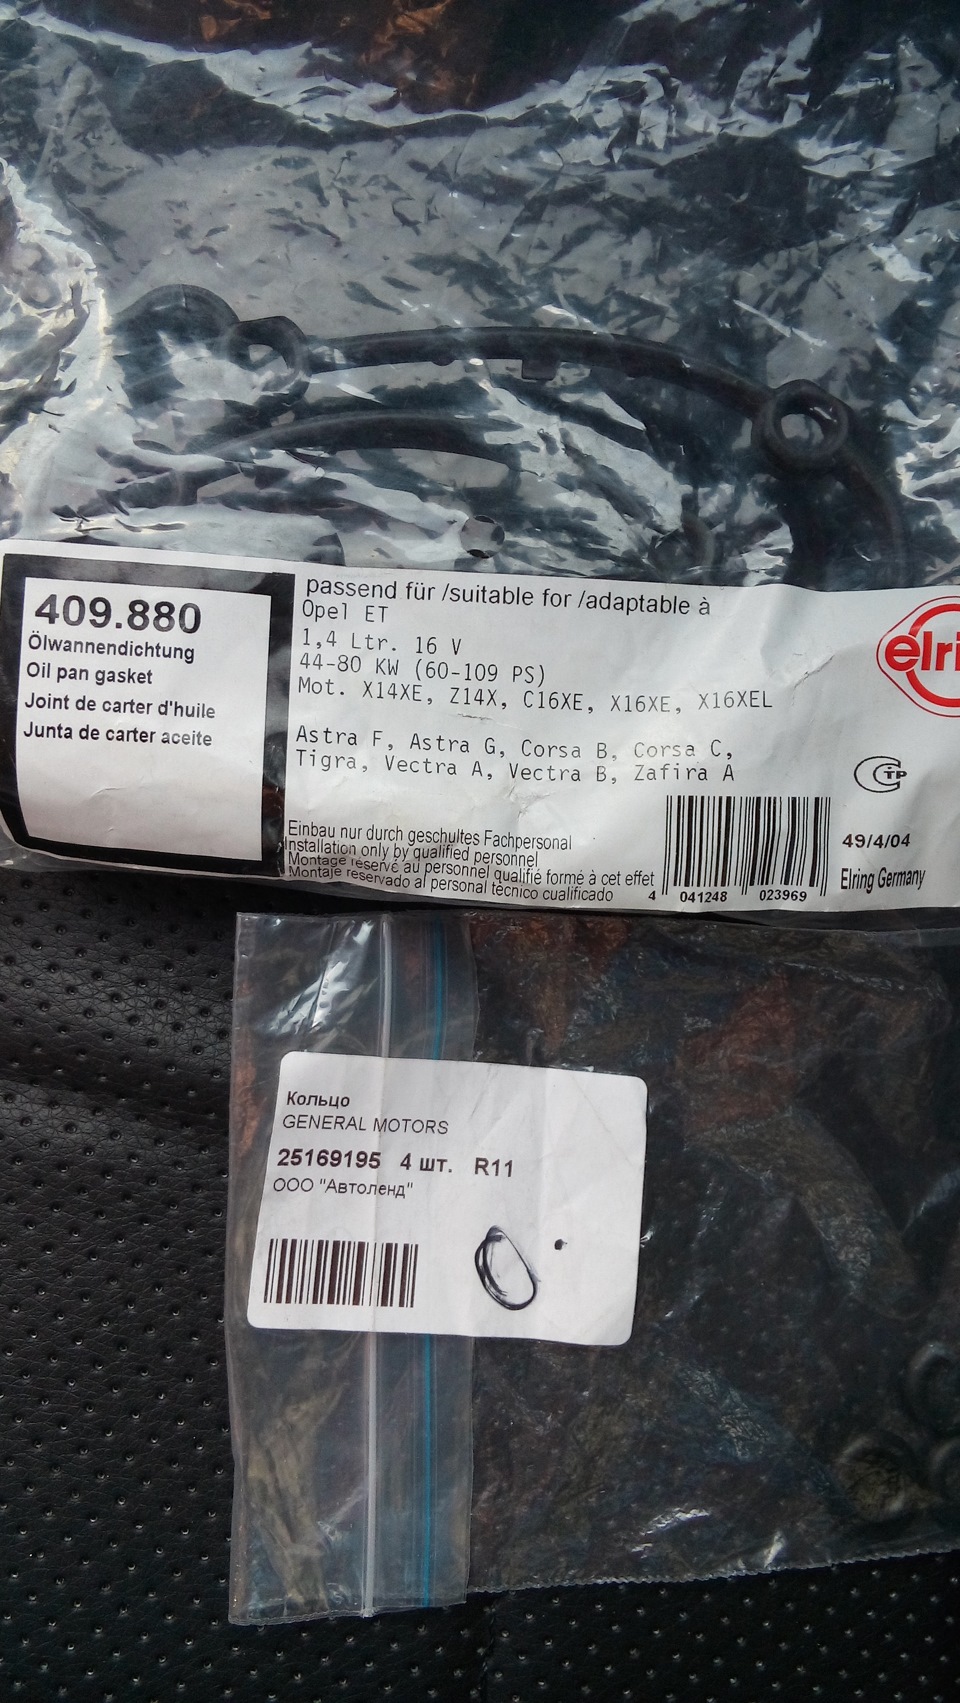 409.880
Ölwannendichtung
Oil pan gasket
Joint de carter d'huile
Junta de carter aceite
passend für /suitable for /adaptable à
Opel ET
1,4 Ltr. 16 V
44-80 KW (60-109 PS)
Mot. X14XE, Z14X, C16XE, X16XE, X16XEL
Astra F, Astra G, Corsa B, Corsa C,
Tigra, Vectra A, Vectra B, Zafira A
Einbau nur durch geschultes Fachpersonal
Installation only by qualified personnel
Montage réservé au personnel qualifié formé à cet effet
Montaje reservado al personal técnico cualificado
4 041248 023969
elri
CTP
49/4/04
Elring Germany
Кольцо
GENERAL MOTORS
25169195 4 шт. R11
ООО "Автоленд"